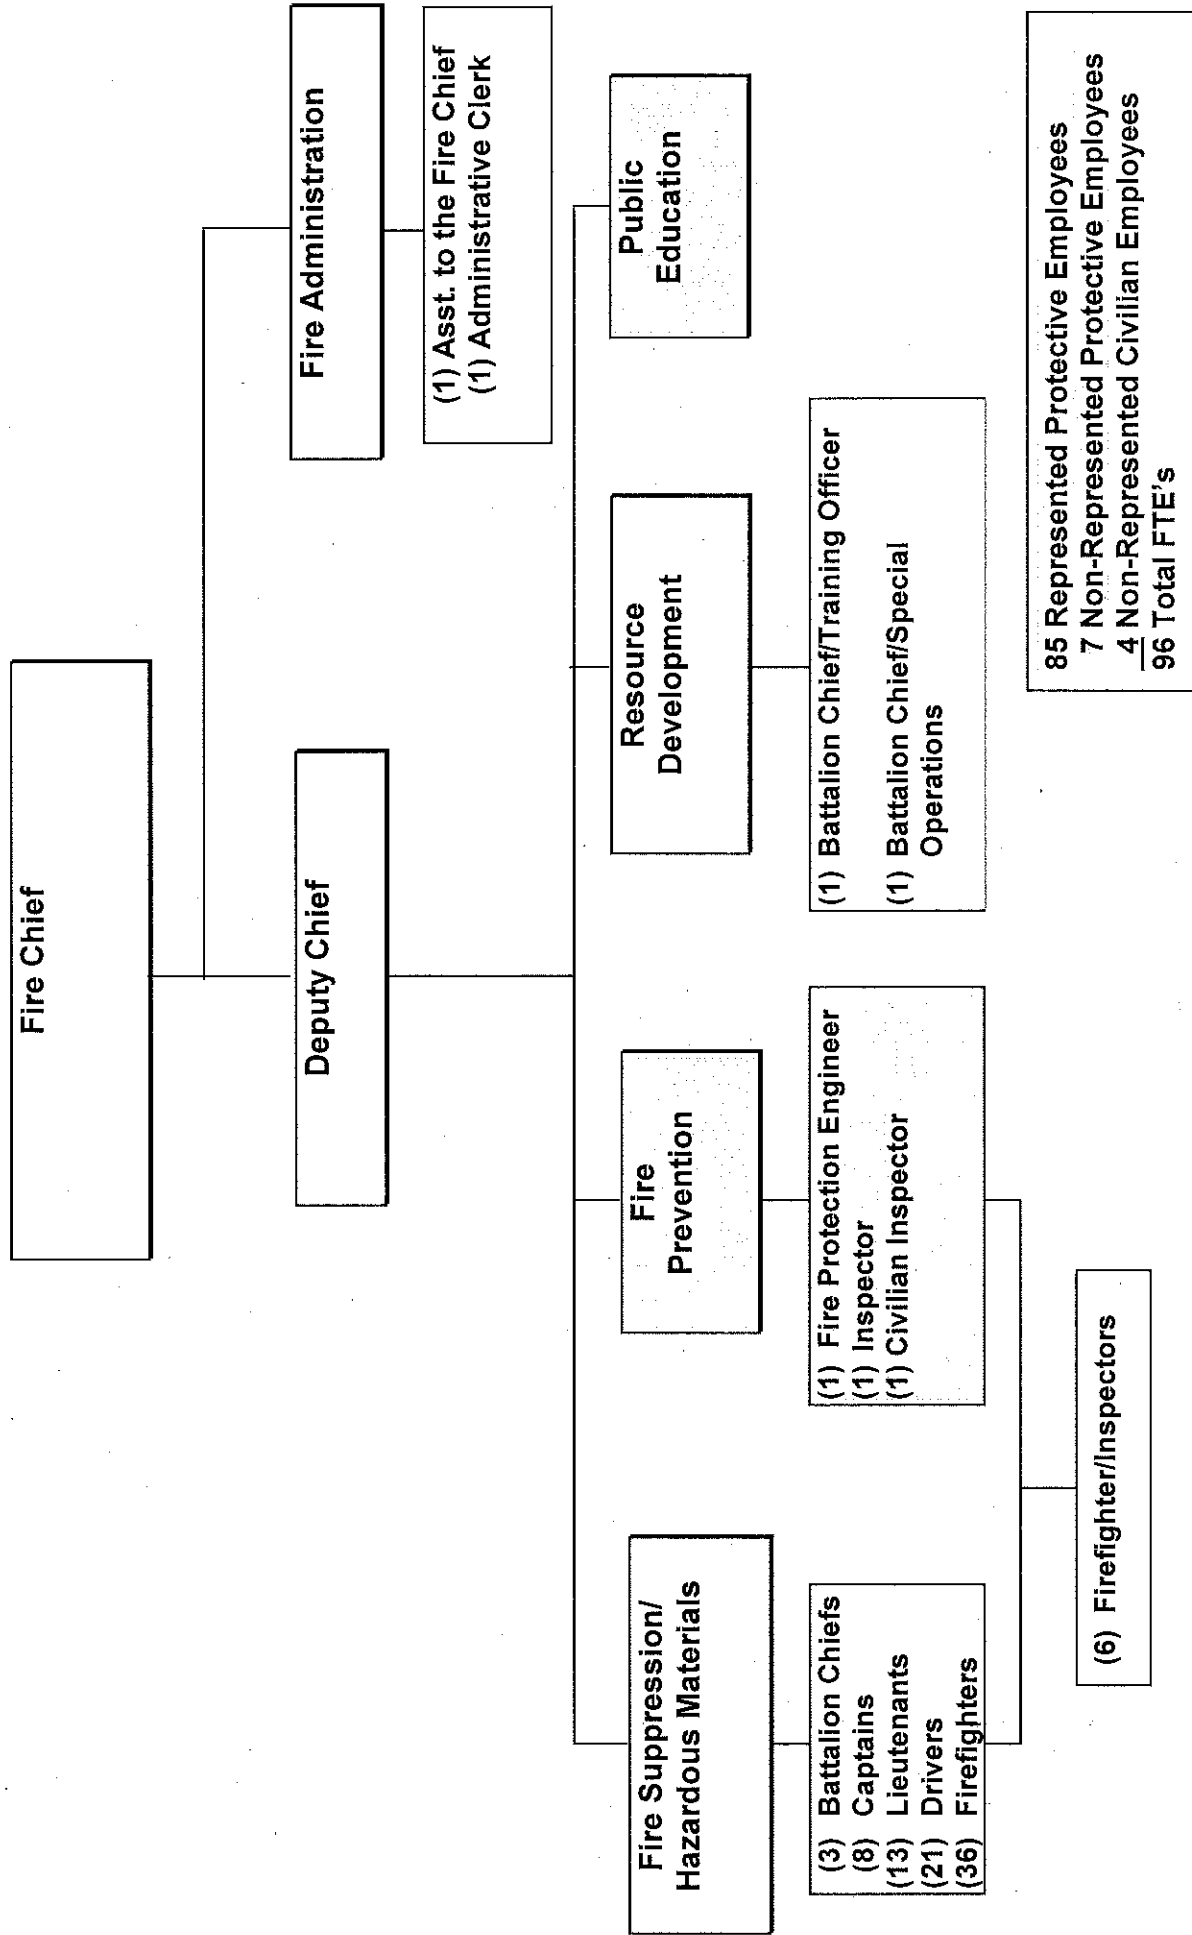 Fire Chief
Deputy Chief
Fire Administration
(1) Asst. to the Fire Chief
(1) Administrative Clerk
Fire Suppression/
Hazardous Materials
Fire
Prevention
Resource
Development
Public
Education
(3) Battalion Chiefs
(8) Captains
(13) Lieutenants
(21) Drivers
(36) Firefighters
(1) Fire Protection Engineer
(1) Inspector
(1) Civilian Inspector
(1) Battalion Chief/Training Officer
(1) Battalion Chief/Special
Operations
(6) Firefighter/Inspectors
85 Represented Protective Employees
7 Non-Represented Protective Employees
4 Non-Represented Civilian Employees
96 Total FTE's